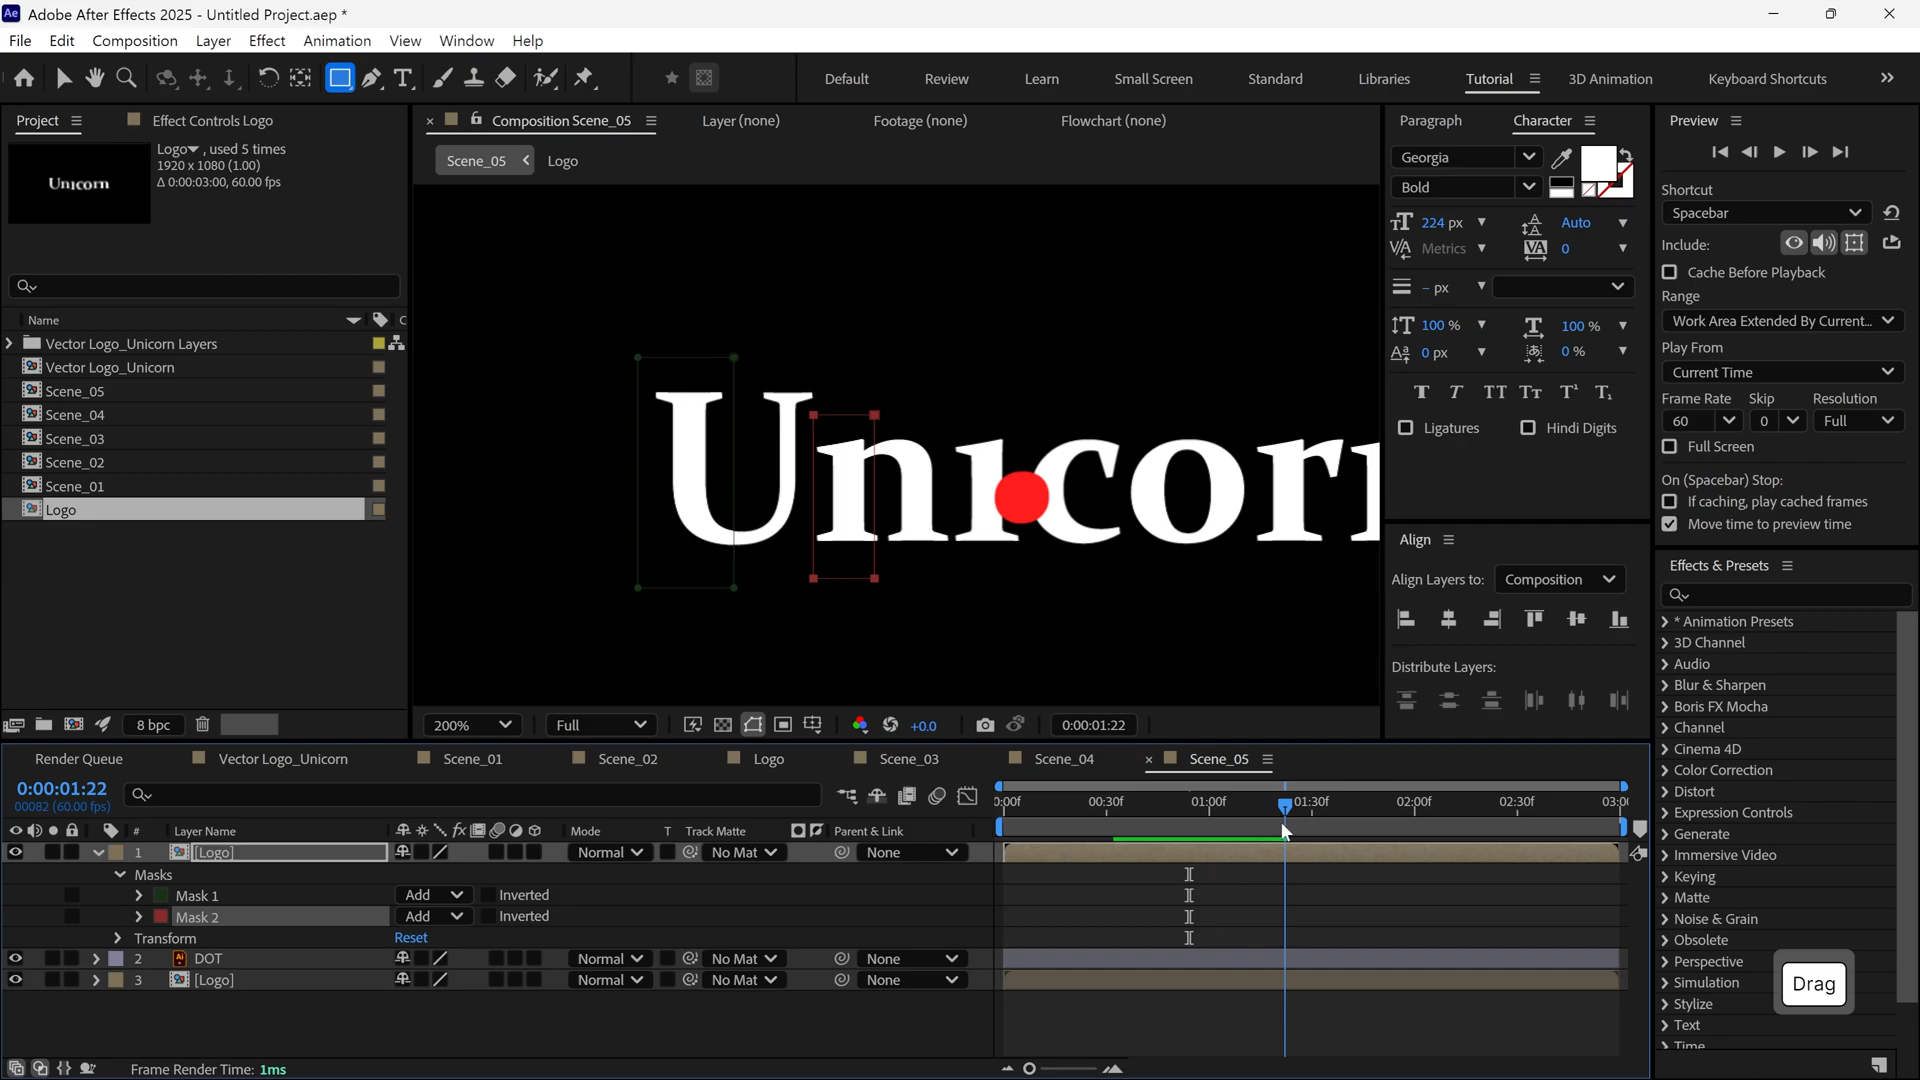 Adobe After Effects 2025 - Untitled Project.aep *
File Edit Composition Layer Effect Animation View Window Help
Default Review Learn Small Screen Standard Libraries Tutorial 3D Animation Keyboard Shortcuts
Project Effect Controls Logo
Logo , used 5 times
1920 x 1080 (1.00)
Δ 0:00:03:00, 60.00 fps
Unicorn
Name
Vector Logo_Unicorn Layers
Vector Logo_Unicorn
Scene_05
Scene_04
Scene_03
Scene_02
Scene_01
Logo
8 bpc
Composition Scene_05 Layer (none) Footage (none) Flowchart (none)
Scene_05 Logo
Unıcorn
200% Full +0.0 0:00:01:22
Paragraph Character
Georgia
Bold
224 px Auto
Metrics 0
- px
100 % 100 %
0 px 0 %
Ligatures Hindi Digits
Align
Align Layers to: Composition
Distribute Layers:
Preview
Shortcut
Spacebar
Include:
Cache Before Playback
Range
Work Area Extended By Current...
Play From
Current Time
Frame Rate Skip Resolution
60 0 Full
Full Screen
On (Spacebar) Stop:
If caching, play cached frames
Move time to preview time
Effects & Presets
* Animation Presets
3D Channel
Audio
Blur & Sharpen
Boris FX Mocha
Channel
Cinema 4D
Color Correction
Distort
Expression Controls
Generate
Immersive Video
Keying
Matte
Noise & Grain
Obsolete
Perspective
Simulation
Stylize
Text
Time
Drag
Render Queue Vector Logo_Unicorn Scene_01 Scene_02 Logo Scene_03 Scene_04 Scene_05
0:00:01:22
00082 (60.00 fps)
00:30f 01:00f 01:30f 02:00f 02:30f
# Layer Name Mode T Track Matte Parent & Link
1 [Logo] Normal No Mat None
Masks
Mask 1 Add Inverted
Mask 2 Add Inverted
Transform Reset
2 DOT Normal No Mat None
3 [Logo] Normal No Mat None
Frame Render Time: 1ms